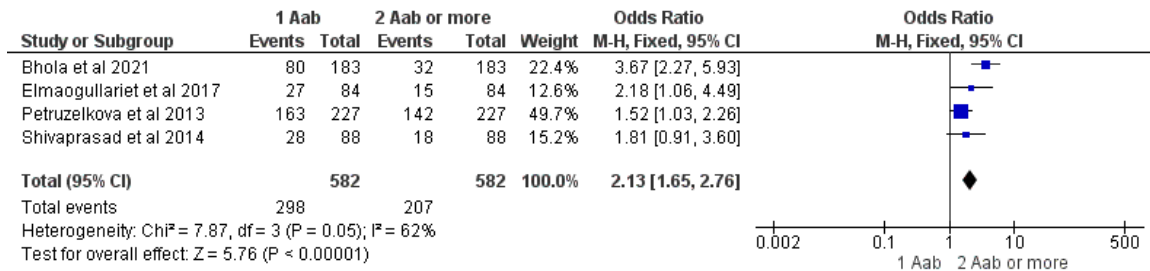 1 Aab 2 Aab or more Odds Ratio Odds Ratio
Study or Subgroup Events Total Events Total Weight M-H, Fixed, 95% CI M-H, Fixed, 95% CI
Bhola et al 2021 80 183 32 183 22.4% 3.67 [2.27, 5.93]
Elmaogullariet et al 2017 27 84 15 84 12.6% 2.18 [1.06, 4.49]
Petruzelkova et al 2013 163 227 142 227 49.7% 1.52 [1.03, 2.26]
Shivaprasad et al 2014 28 88 18 88 15.2% 1.81 [0.91, 3.60]
Total (95% CI) 582 582 100.0% 2.13 [1.65, 2.76]
Total events 298 207
Heterogeneity: Chi² = 7.87, df = 3 (P = 0.05); I² = 62%
Test for overall effect: Z = 5.76 (P < 0.00001)
0.002 0.1 1 10 500
1 Aab 2 Aab or more